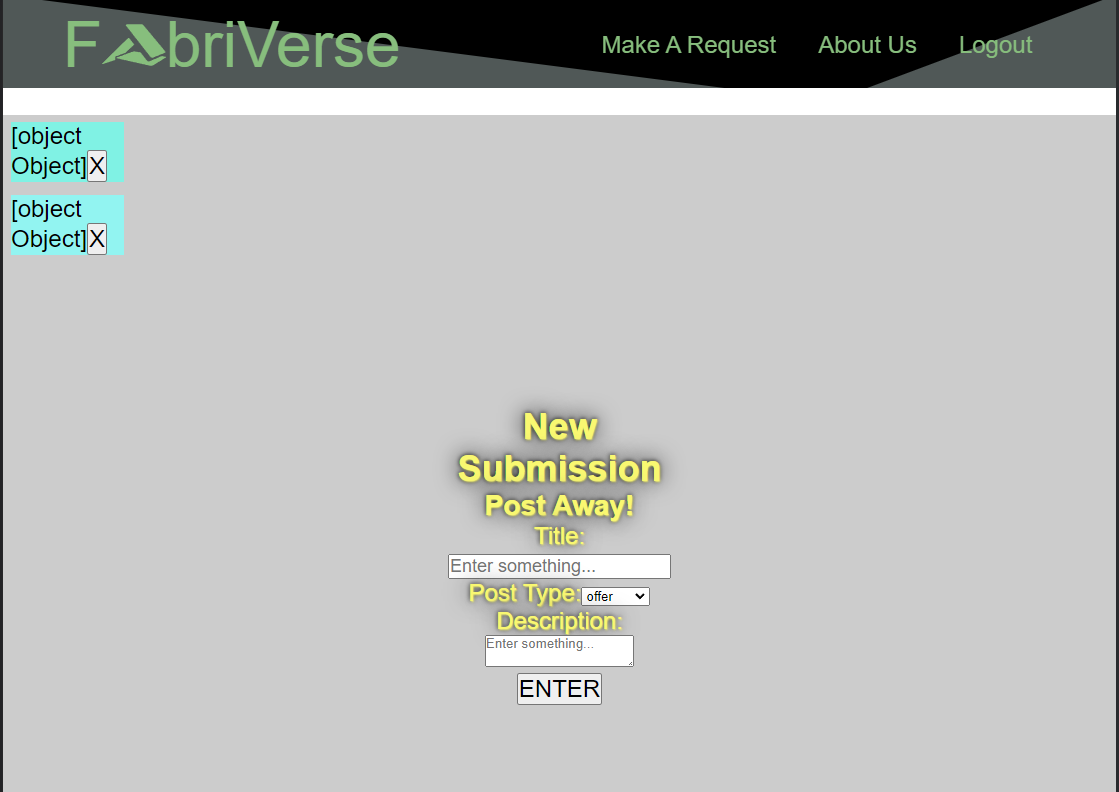 FabriVerse
Make A Request About Us Logout
[object
Object]X
[object
Object]X
New
Submission
Post Away!
Title:
Enter something...
Post Type:offer
Description:
Enter something...
ENTER